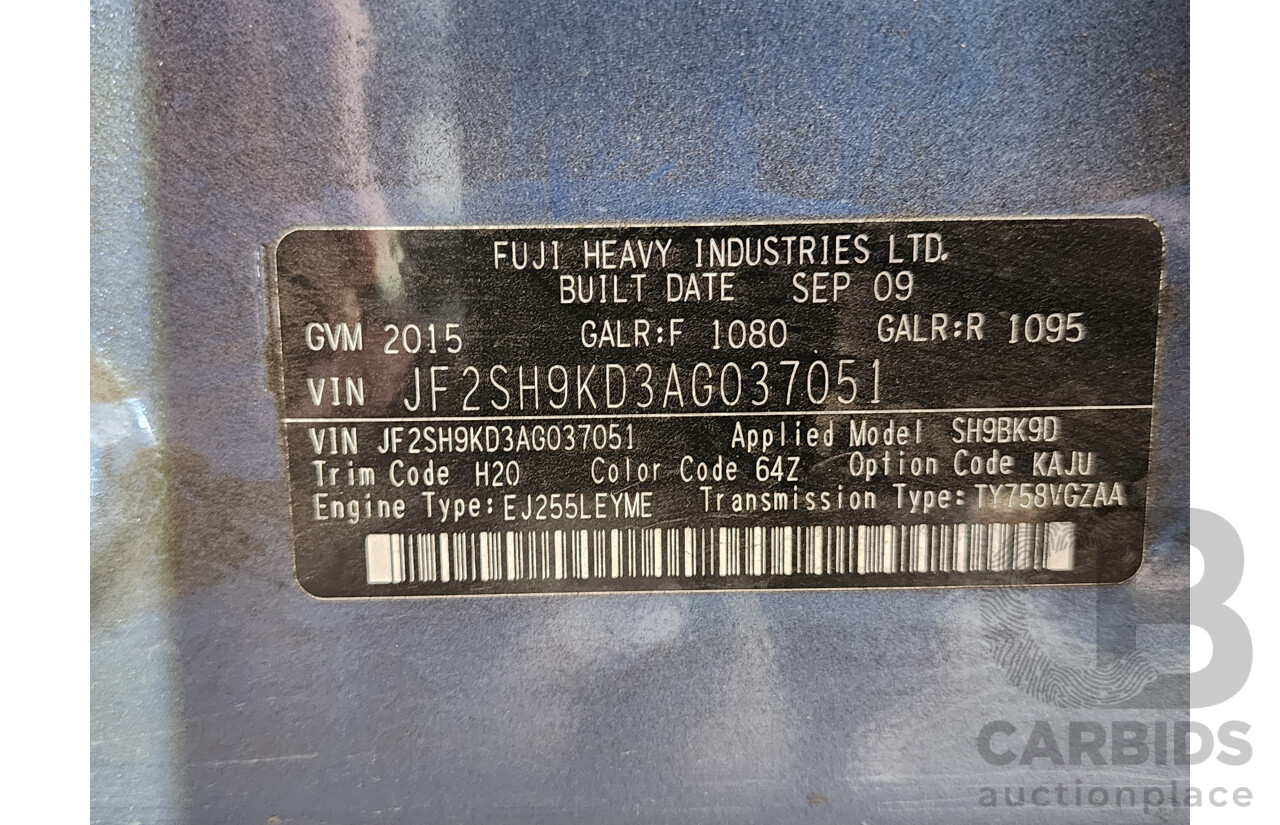 FUJI HEAVY INDUSTRIES LTD.
BUILT DATE SEP 09
GVM 2015 GALR:F 1080 GALR:R 1095
VIN JF2SH9KD3AG037051
VIN JF2SH9KD3AG037051 Applied Model SH9BK9D
Trim Code H20 Color Code 64Z Option Code KAJU
Engine Type:EJ255LEYME Transmission Type:TY758VGZAA
CARBIDS
auctionplace